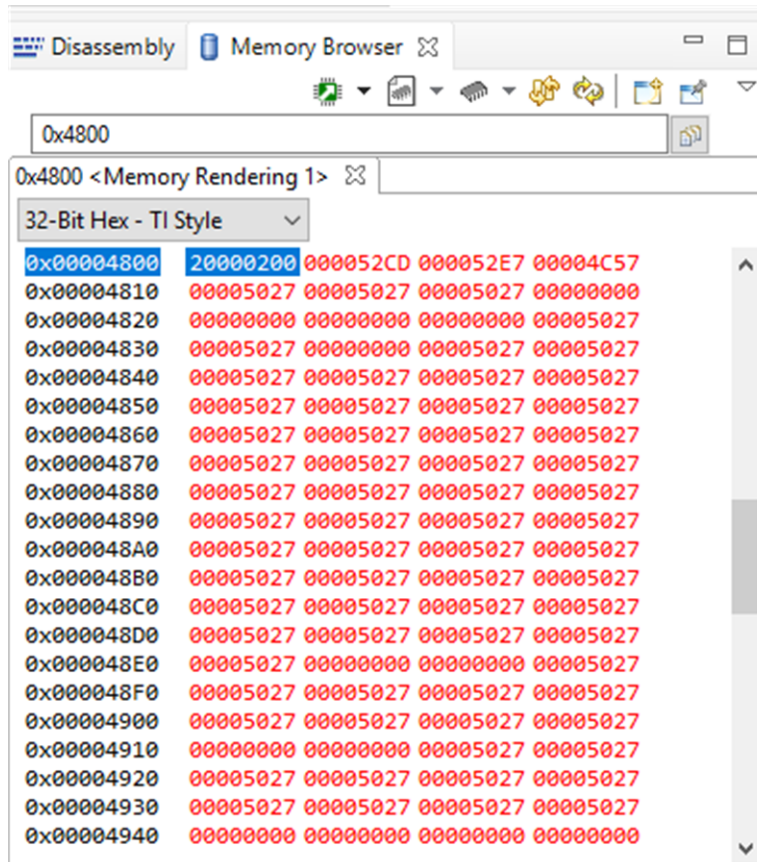 Disassembly Memory Browser
0x4800
0x4800 <Memory Rendering 1>
32-Bit Hex - TI Style
0x00004800 20000200 000052CD 000052E7 00004C57
0x00004810 00005027 00005027 00005027 00000000
0x00004820 00000000 00000000 00000000 00005027
0x00004830 00005027 00000000 00005027 00005027
0x00004840 00005027 00005027 00005027 00005027
0x00004850 00005027 00005027 00005027 00005027
0x00004860 00005027 00005027 00005027 00005027
0x00004870 00005027 00005027 00005027 00005027
0x00004880 00005027 00005027 00005027 00005027
0x00004890 00005027 00005027 00005027 00005027
0x000048A0 00005027 00005027 00005027 00005027
0x000048B0 00005027 00005027 00005027 00005027
0x000048C0 00005027 00005027 00005027 00005027
0x000048D0 00005027 00005027 00005027 00005027
0x000048E0 00005027 00000000 00000000 00005027
0x000048F0 00005027 00005027 00005027 00005027
0x00004900 00005027 00005027 00005027 00005027
0x00004910 00000000 00000000 00005027 00005027
0x00004920 00005027 00005027 00005027 00005027
0x00004930 00005027 00005027 00005027 00005027
0x00004940 00000000 00000000 00000000 00000000